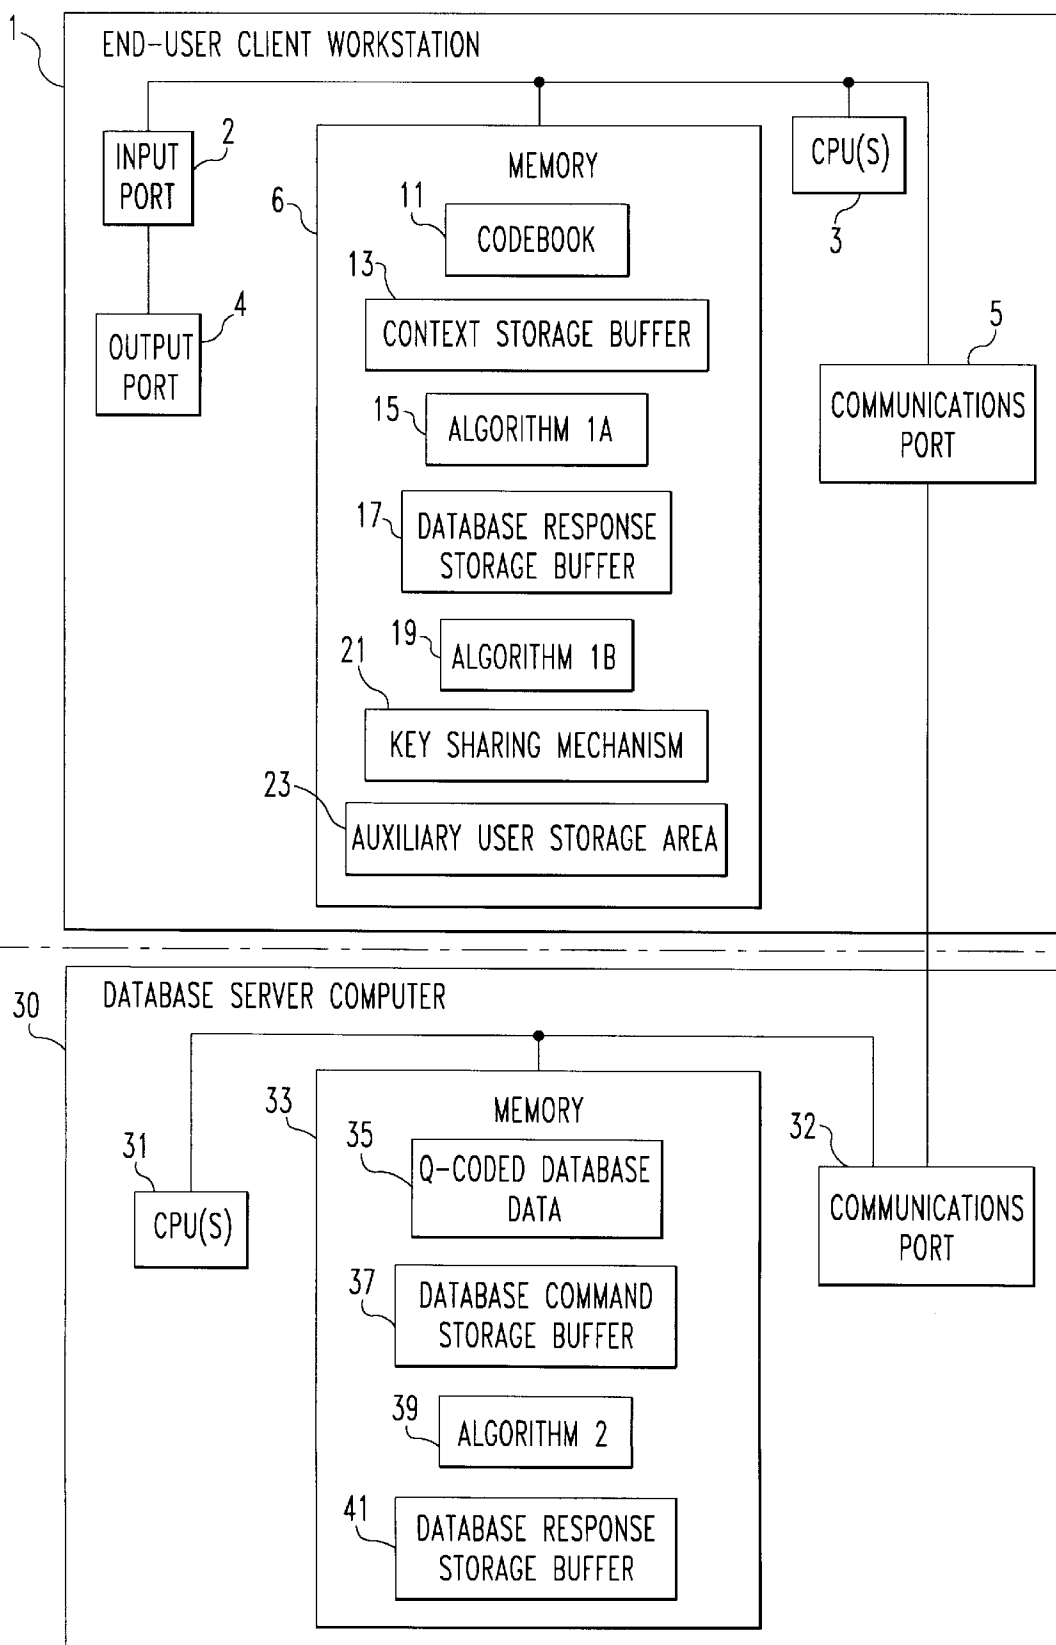 1
END-USER CLIENT WORKSTATION
INPUT
PORT
2
MEMORY
CPU(S)
3
6
11
CODEBOOK
13
CONTEXT STORAGE BUFFER
4
OUTPUT
PORT
5
COMMUNICATIONS
PORT
15
ALGORITHM 1A
17
DATABASE RESPONSE
STORAGE BUFFER
19
ALGORITHM 1B
21
KEY SHARING MECHANISM
23
AUXILIARY USER STORAGE AREA
30
DATABASE SERVER COMPUTER
33
MEMORY
31
CPU(S)
35
Q-CODED DATABASE
DATA
32
COMMUNICATIONS
PORT
37
DATABASE COMMAND
STORAGE BUFFER
39
ALGORITHM 2
41
DATABASE RESPONSE
STORAGE BUFFER